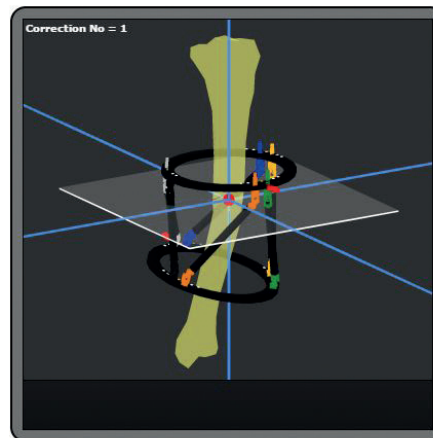 Correction No = 1